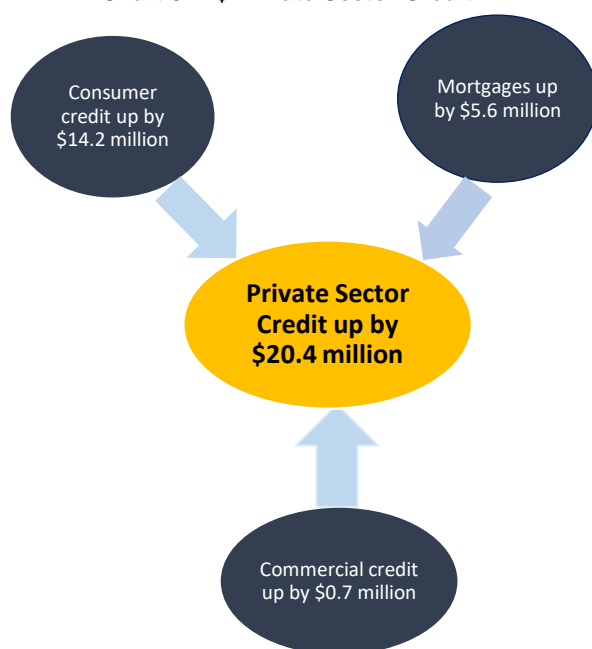 Consumer
credit up by
$14.2 million
Mortgages up
by $5.6 million
Private Sector
Credit up by
$20.4 million
Commercial credit
up by $0.7 million